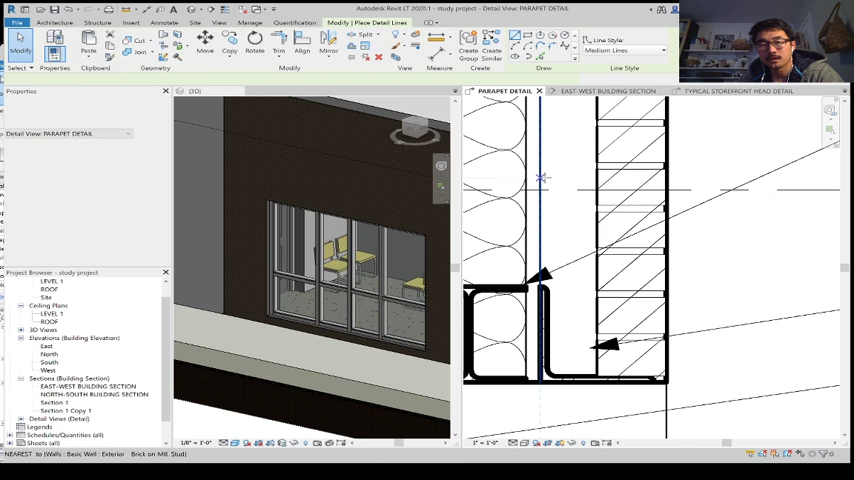 Autodesk Revit LT 2020.1 - study project - Detail View: PARAPET DETAIL
File Architecture Structure Insert Annotate View Manage Quantification Modify | Place Detail Lines
Modify
Paste
Cut
Join
Move Copy Rotate Trim Align Mirror
Split
Measure
Create Group
Create Similar
Line Style:
Medium Lines
Select Properties Clipboard Geometry Modify View Measure Create Draw Line Style
Properties
Detail View: PARAPET DETAIL
{3D}
PARAPET DETAIL
EAST-WEST BUILDING SECTION
TYPICAL STOREFRONT HEAD DETAIL
Project Browser - study project
LEVEL 1
ROOF
Site
Ceiling Plans
LEVEL 1
ROOF
3D Views
Elevations (Building Elevation)
East
North
South
West
Sections (Building Section)
EAST-WEST BUILDING SECTION
NORTH-SOUTH BUILDING SECTION
Section 1
Section 1 Copy 1
Detail Views (Detail)
Legends
Schedules/Quantities (all)
Sheets (all)
1/8" = 1'-0"
1" = 1'-0"
NEAREST to (Walls : Basic Wall : Exterior - Brick on Mtl. Stud)